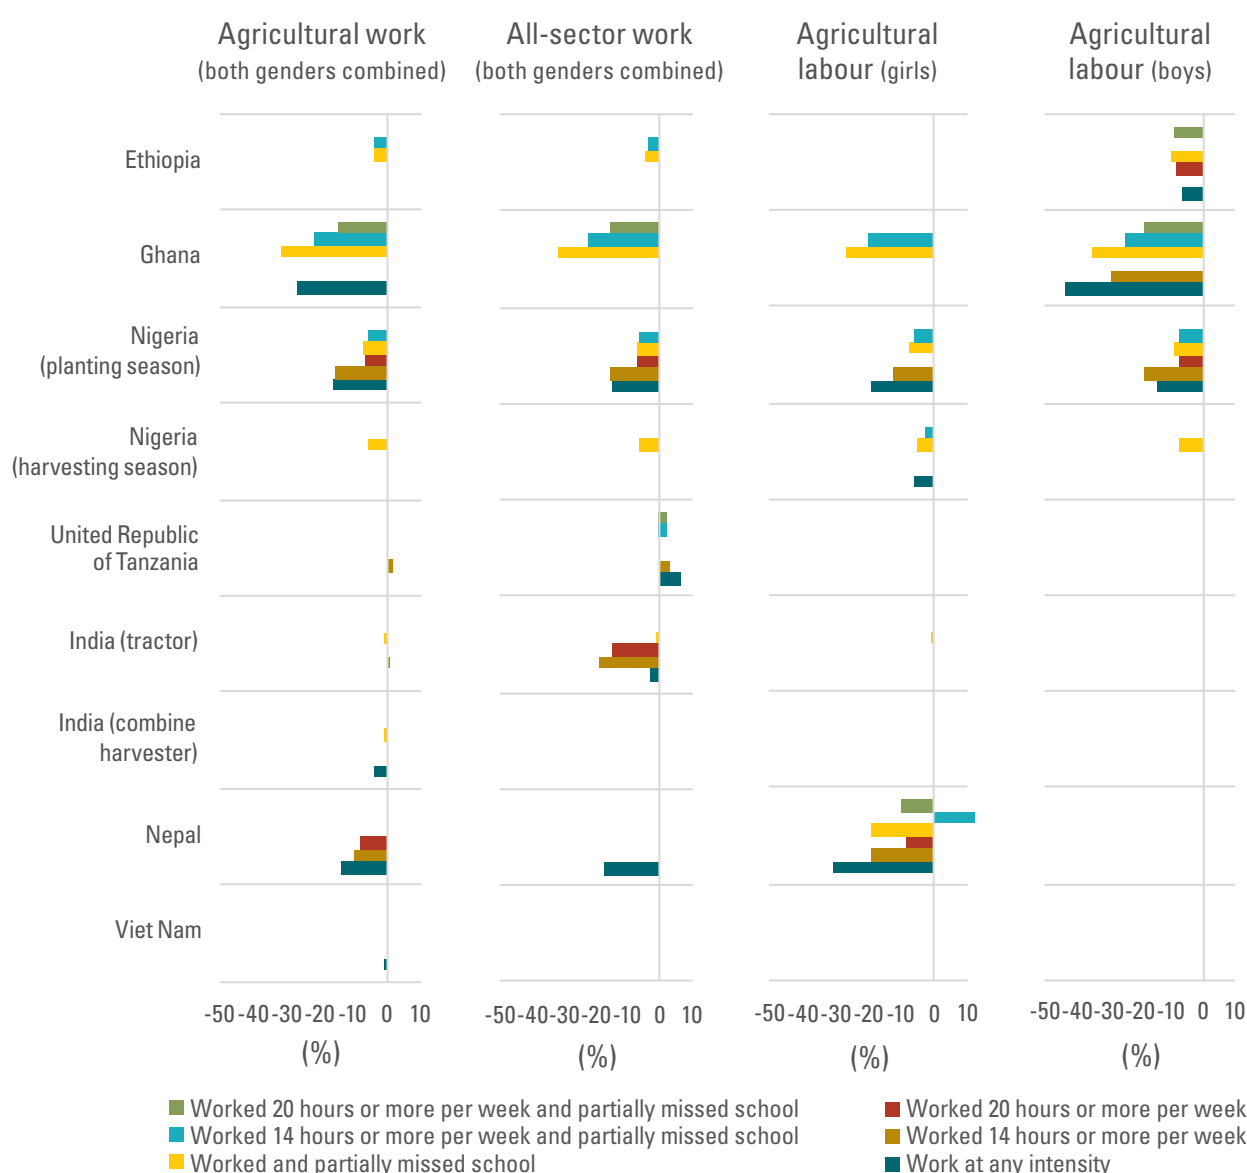 Agricultural work
(both genders combined)
All-sector work
(both genders combined)
Agricultural
labour (girls)
Agricultural
labour (boys)
Ethiopia
Ghana
Nigeria
(planting season)
Nigeria
(harvesting season)
United Republic
of Tanzania
India (tractor)
India (combine
harvester)
Nepal
Viet Nam
-50 -40 -30 -20 -10 0 10
-50 -40 -30 -20 -10 0 10
-50 -40 -30 -20 -10 0 10
-50 -40 -30 -20 -10 0 10
(%)
(%)
(%)
(%)
Worked 20 hours or more per week and partially missed school
Worked 14 hours or more per week and partially missed school
Worked and partially missed school
Worked 20 hours or more per week
Worked 14 hours or more per week
Work at any intensity